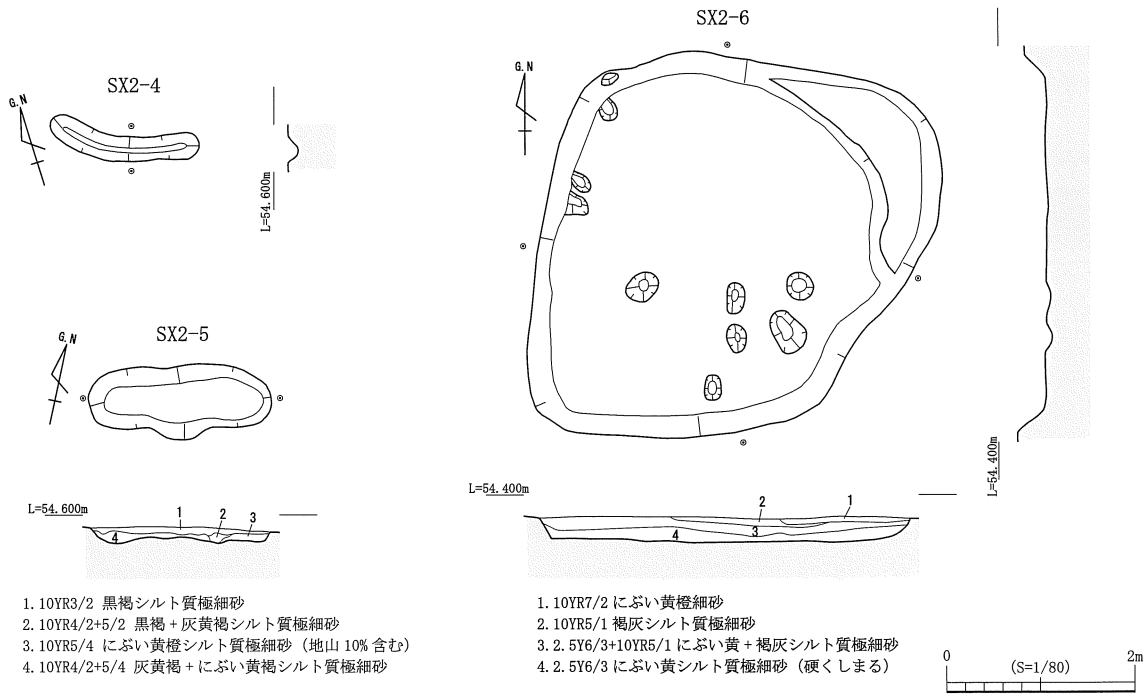 SX2-4
G.N
L=54.600m
SX2-5
G.N
L=54.600m
1
2
3
4
1.10YR3/2 黒褐シルト質極細砂
2.10YR4/2+5/2 黒褐+灰黄褐シルト質極細砂
3.10YR5/4 にぶい黄橙シルト質極細砂（地山10%含む）
4.10YR4/2+5/4 灰黄褐+にぶい黄褐シルト質極細砂
SX2-6
G.N
L=54.400m
L=54.400m
2
1
3
4
1.10YR7/2 にぶい黄橙細砂
2.10YR5/1 褐灰シルト質極細砂
3.2.5Y6/3+10YR5/1 にぶい黄+褐灰シルト質極細砂
4.2.5Y6/3 にぶい黄シルト質極細砂（硬くしまる）
0 (S=1/80) 2m